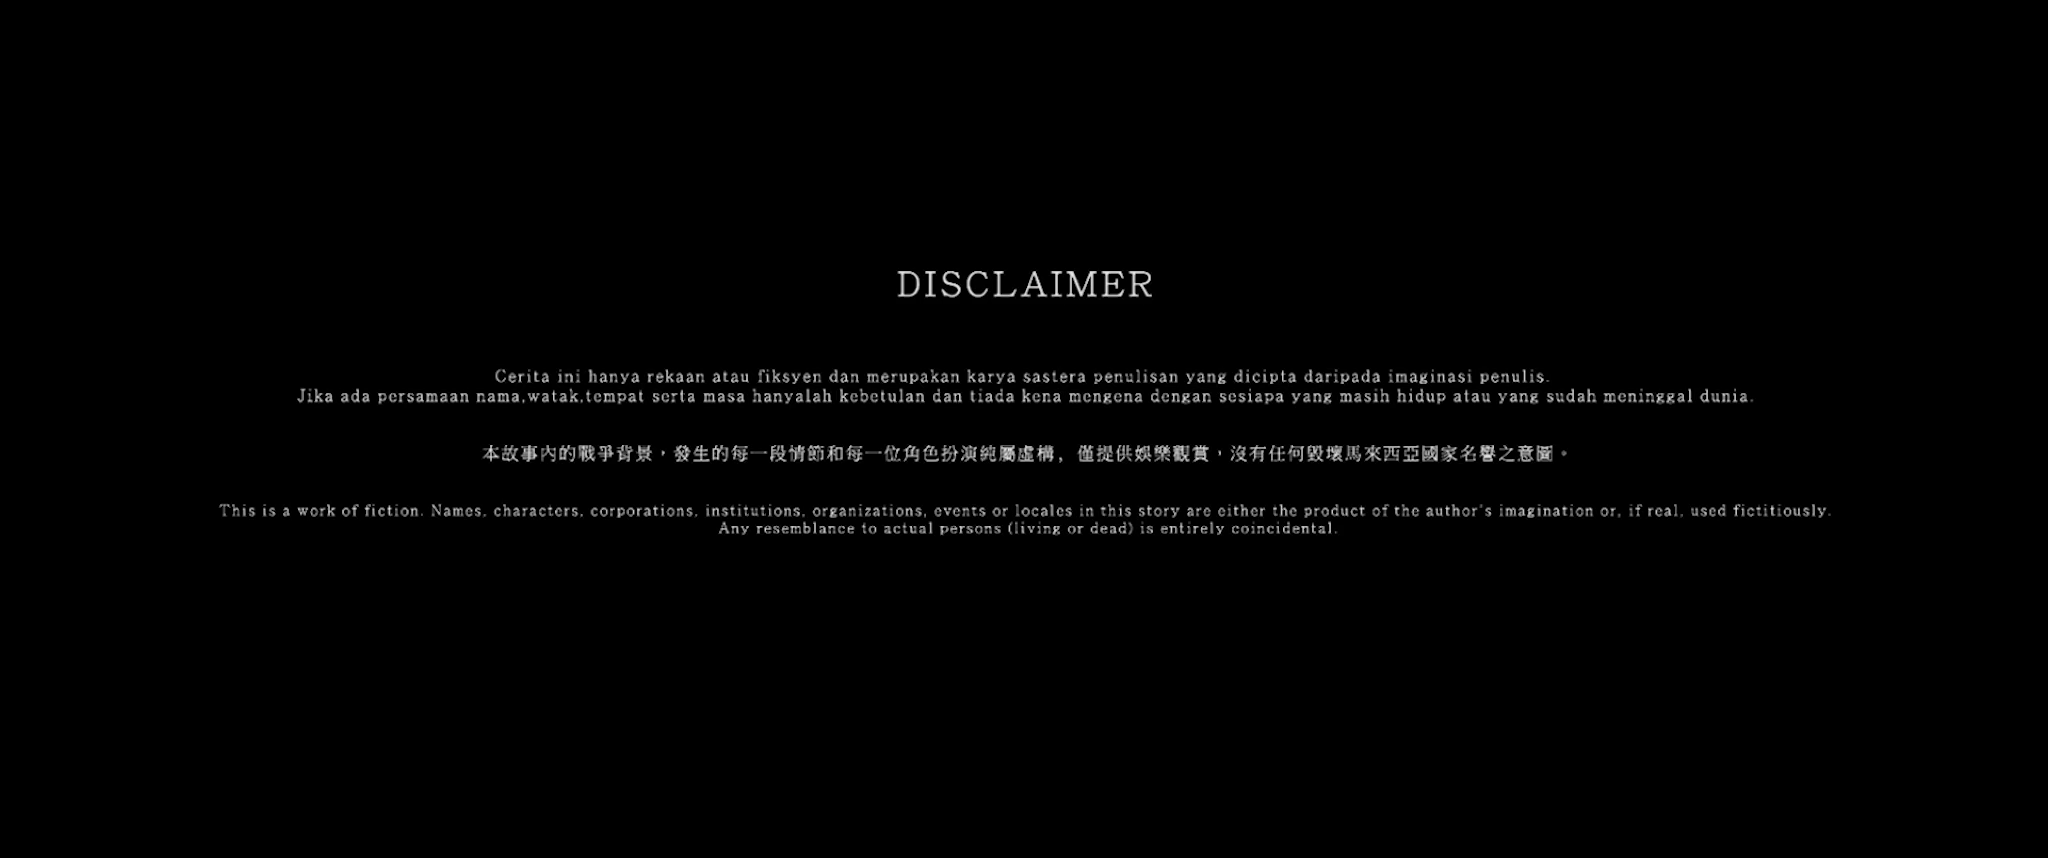 DISCLAIMER
Cerita ini hanya rekaan atau fiksyen dan merupakan karya sastera penulisan yang dicipta daripada imaginasi penulis.
Jika ada persamaan nama,watak,tempat serta masa hanyalah kebetulan dan tiada kena mengena dengan sesiapa yang masih hidup atau yang sudah meninggal dunia.
本故事內的戰爭背景，發生的每一段情節和每一位角色扮演純屬虛構, 僅提供娛樂觀賞，沒有任何毀壞馬來西亞國家名譽之意圖。
This is a work of fiction. Names, characters, corporations, institutions, organizations, events or locales in this story are either the product of the author's imagination or, if real, used fictitiously.
Any resemblance to actual persons (living or dead) is entirely coincidental.